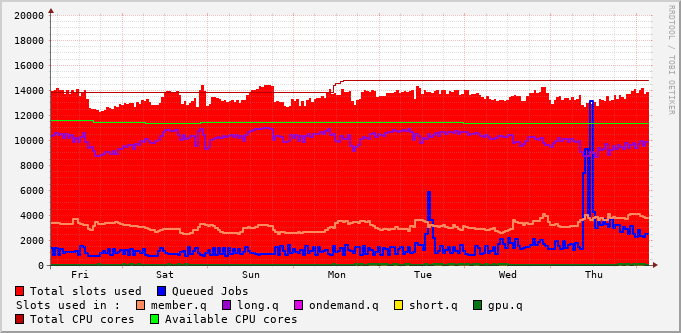 20000
18000
16000
14000
12000
10000
8000
6000
4000
2000
0
Fri Sat Sun Mon Tue Wed Thu
Total slots used Queued Jobs
Slots used in : member.q long.q ondemand.q short.q gpu.q
Total CPU cores Available CPU cores
RRDTOOL / TOBI OETIKER